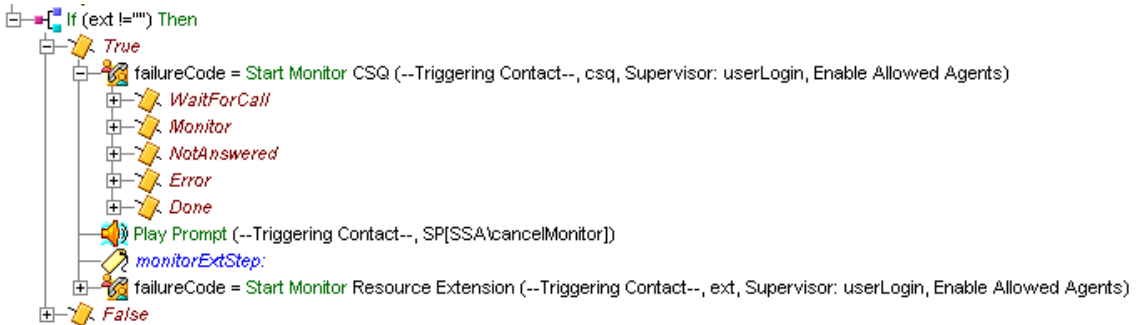 If (ext !="") Then
True
failureCode = Start Monitor CSQ (--Triggering Contact--, csq, Supervisor: userLogin, Enable Allowed Agents)
WaitForCall
Monitor
NotAnswered
Error
Done
Play Prompt (--Triggering Contact--, SP[SSA\cancelMonitor])
monitorExtStep:
failureCode = Start Monitor Resource Extension (--Triggering Contact--, ext, Supervisor: userLogin, Enable Allowed Agents)
False